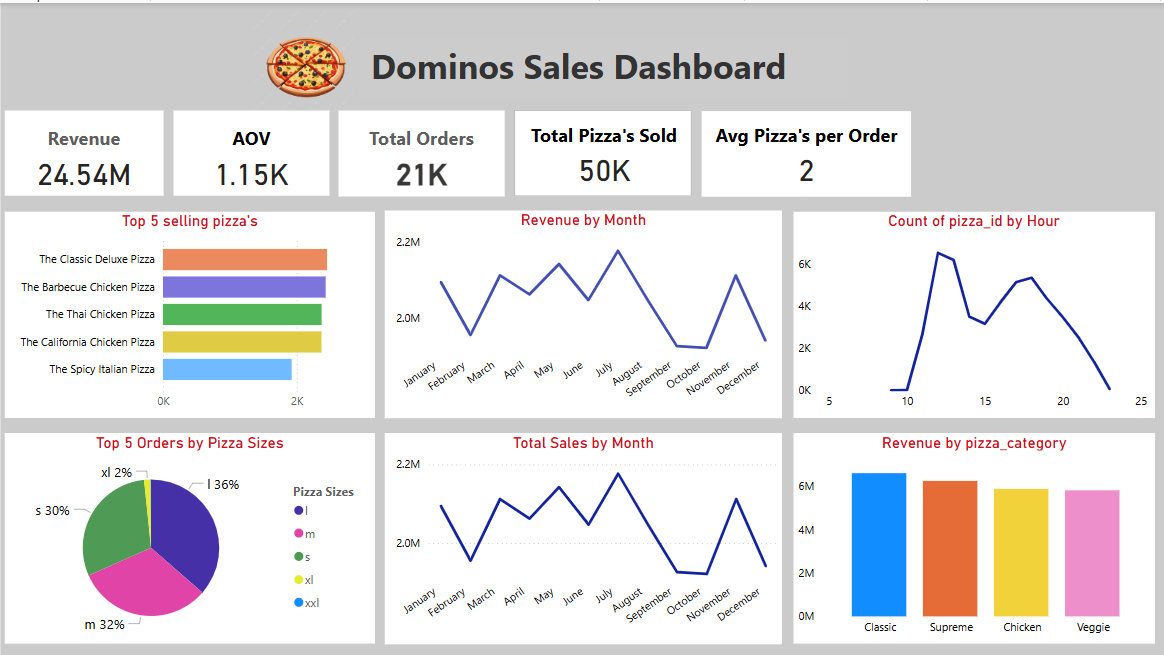 Dominos Sales Dashboard
Revenue
24.54M
AOV
1.15K
Total Orders
21K
Total Pizza's Sold
50K
Avg Pizza's per Order
2
Top 5 selling pizza's
The Classic Deluxe Pizza
The Barbecue Chicken Pizza
The Thai Chicken Pizza
The California Chicken Pizza
The Spicy Italian Pizza
0K 2K
Revenue by Month
2.2M
2.0M
January February March April May June July August September October November December
Count of pizza_id by Hour
6K
4K
2K
0K
5 10 15 20 25
Top 5 Orders by Pizza Sizes
xl 2%
l 36%
s 30%
m 32%
Pizza Sizes
l
m
s
xl
xxl
Total Sales by Month
2.2M
2.0M
January February March April May June July August September October November December
Revenue by pizza_category
6M
4M
2M
0M
Classic Supreme Chicken Veggie